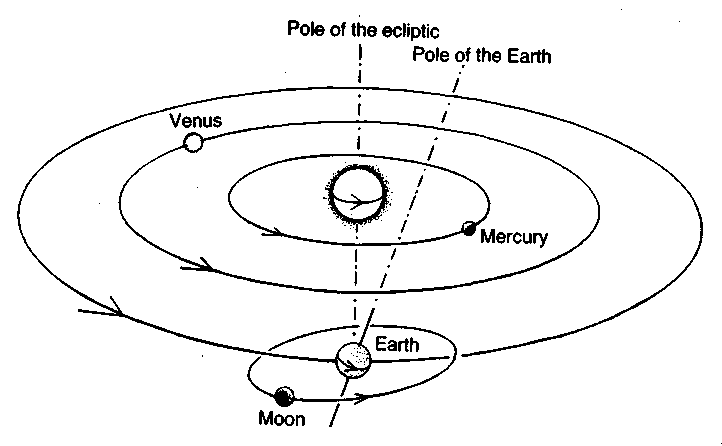 Pole of the ecliptic
Pole of the Earth
Venus
Mercury
Earth
Moon